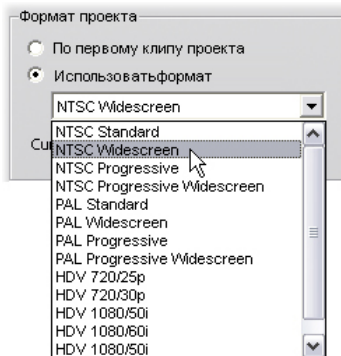 Формат проекта
По первому клипу проекта
Использоватьформат
NTSC Widescreen
NTSC Standard
Cu
NTSC Widescreen
NTSC Progressive
NTSC Progressive Widescreen
PAL Standard
PAL Widescreen
PAL Progressive
PAL Progressive Widescreen
HDV 720/25p
HDV 720/30p
HDV 1080/50i
HDV 1080/60i
HDV 1080/50i